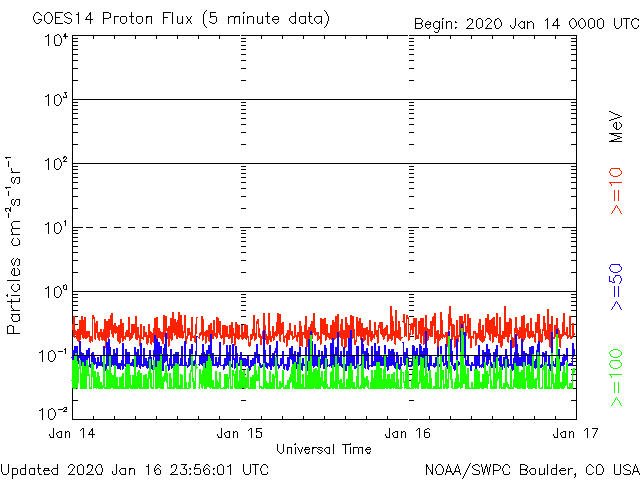 GOES14 Proton Flux (5 minute data)
Begin: 2020 Jan 14 0000 UTC
10⁴
10³
10²
10¹
10⁰
10⁻¹
10⁻²
Particles cm⁻²s⁻¹sr⁻¹
MeV
>=10
>=50
>=100
Jan 14
Jan 15
Jan 16
Jan 17
Universal Time
Updated 2020 Jan 16 23:56:01 UTC
NOAA/SWPC Boulder, CO USA